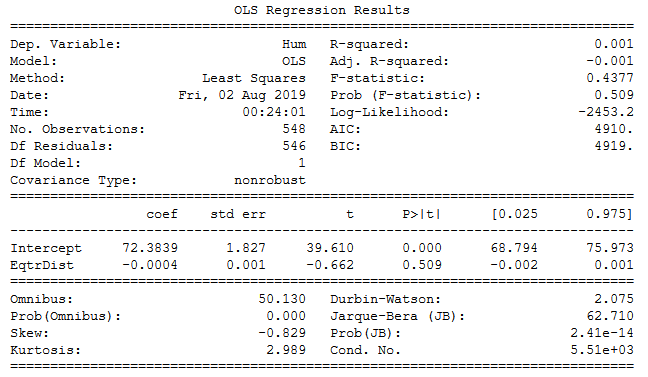 OLS Regression Results
==============================================================================
Dep. Variable: Hum R-squared: 0.001
Model: OLS Adj. R-squared: -0.001
Method: Least Squares F-statistic: 0.4377
Date: Fri, 02 Aug 2019 Prob (F-statistic): 0.509
Time: 00:24:01 Log-Likelihood: -2453.2
No. Observations: 548 AIC: 4910.
Df Residuals: 546 BIC: 4919.
Df Model: 1
Covariance Type: nonrobust
==============================================================================
coef std err t P>|t| [0.025 0.975]
------------------------------------------------------------------------------
Intercept 72.3839 1.827 39.610 0.000 68.794 75.973
EqtrDist -0.0004 0.001 -0.662 0.509 -0.002 0.001
==============================================================================
Omnibus: 50.130 Durbin-Watson: 2.075
Prob(Omnibus): 0.000 Jarque-Bera (JB): 62.710
Skew: -0.829 Prob(JB): 2.41e-14
Kurtosis: 2.989 Cond. No. 5.51e+03
==============================================================================